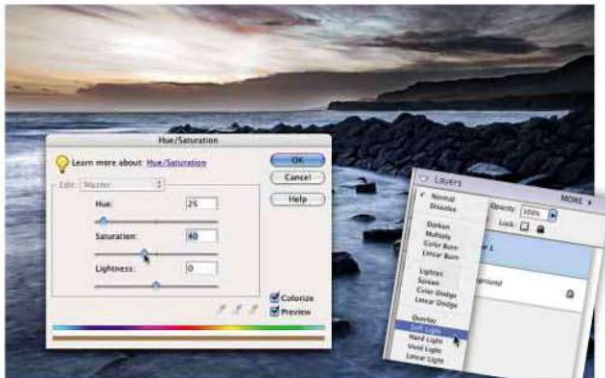 Hue/Saturation
Learn more about: Hue/Saturation
OK
Cancel
Help
Edit: Master
Hue: 25
Saturation: 40
Lightness: 0
Colorize
Preview
Layers
MORE
Normal
Dissolve
Darken
Multiply
Color Burn
Linear Burn
Lighten
Screen
Color Dodge
Linear Dodge
Overlay
Soft Light
Hard Light
Vivid Light
Linear Light
Opacity: 100%
Lock:
1